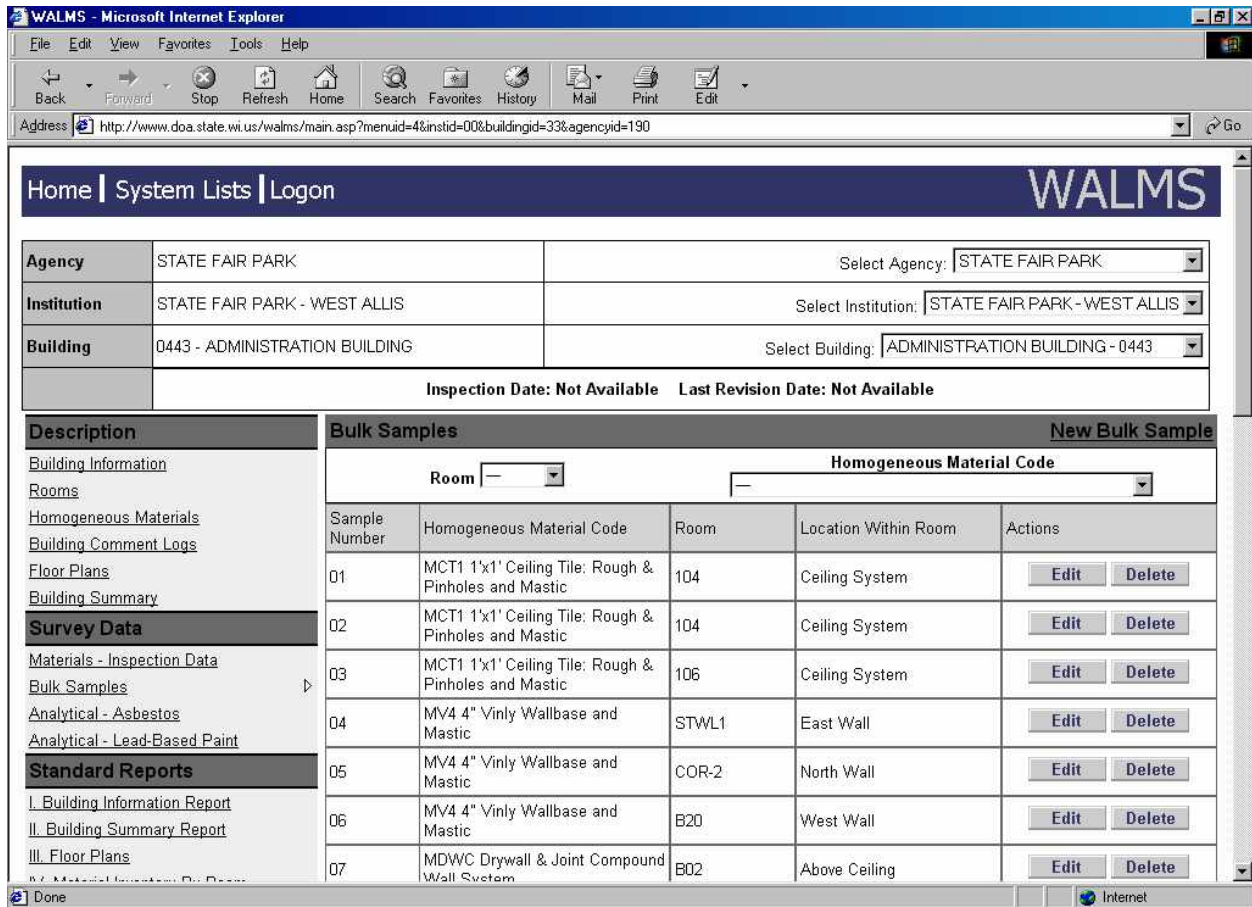 WALMS - Microsoft Internet Explorer
File Edit View Favorites Tools Help
Back Forward Stop Refresh Home Search Favorites History Mail Print Edit
Address http://www.doa.state.wi.us/walms/main.asp?menuid=4&instid=00&buildingid=33&agencyid=190 Go
Home System Lists Logon WALMS
Agency STATE FAIR PARK Select Agency: STATE FAIR PARK
Institution STATE FAIR PARK - WEST ALLIS Select Institution: STATE FAIR PARK - WEST ALLIS
Building 0443 - ADMINISTRATION BUILDING Select Building: ADMINISTRATION BUILDING - 0443
Inspection Date: Not Available Last Revision Date: Not Available
Description
Building Information
Rooms
Homogeneous Materials
Building Comment Logs
Floor Plans
Building Summary
Survey Data
Materials - Inspection Data
Bulk Samples
Analytical - Asbestos
Analytical - Lead-Based Paint
Standard Reports
I. Building Information Report
II. Building Summary Report
III. Floor Plans
IV. Material Inventory By Room
Bulk Samples New Bulk Sample
Room — Homogeneous Material Code
—
Sample
Number Homogeneous Material Code Room Location Within Room Actions
01 MCT1 1'x1' Ceiling Tile: Rough &
Pinholes and Mastic 104 Ceiling System Edit Delete
02 MCT1 1'x1' Ceiling Tile: Rough &
Pinholes and Mastic 104 Ceiling System Edit Delete
03 MCT1 1'x1' Ceiling Tile: Rough &
Pinholes and Mastic 106 Ceiling System Edit Delete
04 MV4 4" Vinly Wallbase and
Mastic STWL1 East Wall Edit Delete
05 MV4 4" Vinly Wallbase and
Mastic COR-2 North Wall Edit Delete
06 MV4 4" Vinly Wallbase and
Mastic B20 West Wall Edit Delete
07 MDWC Drywall & Joint Compound
Wall System B02 Above Ceiling Edit Delete
Done Internet